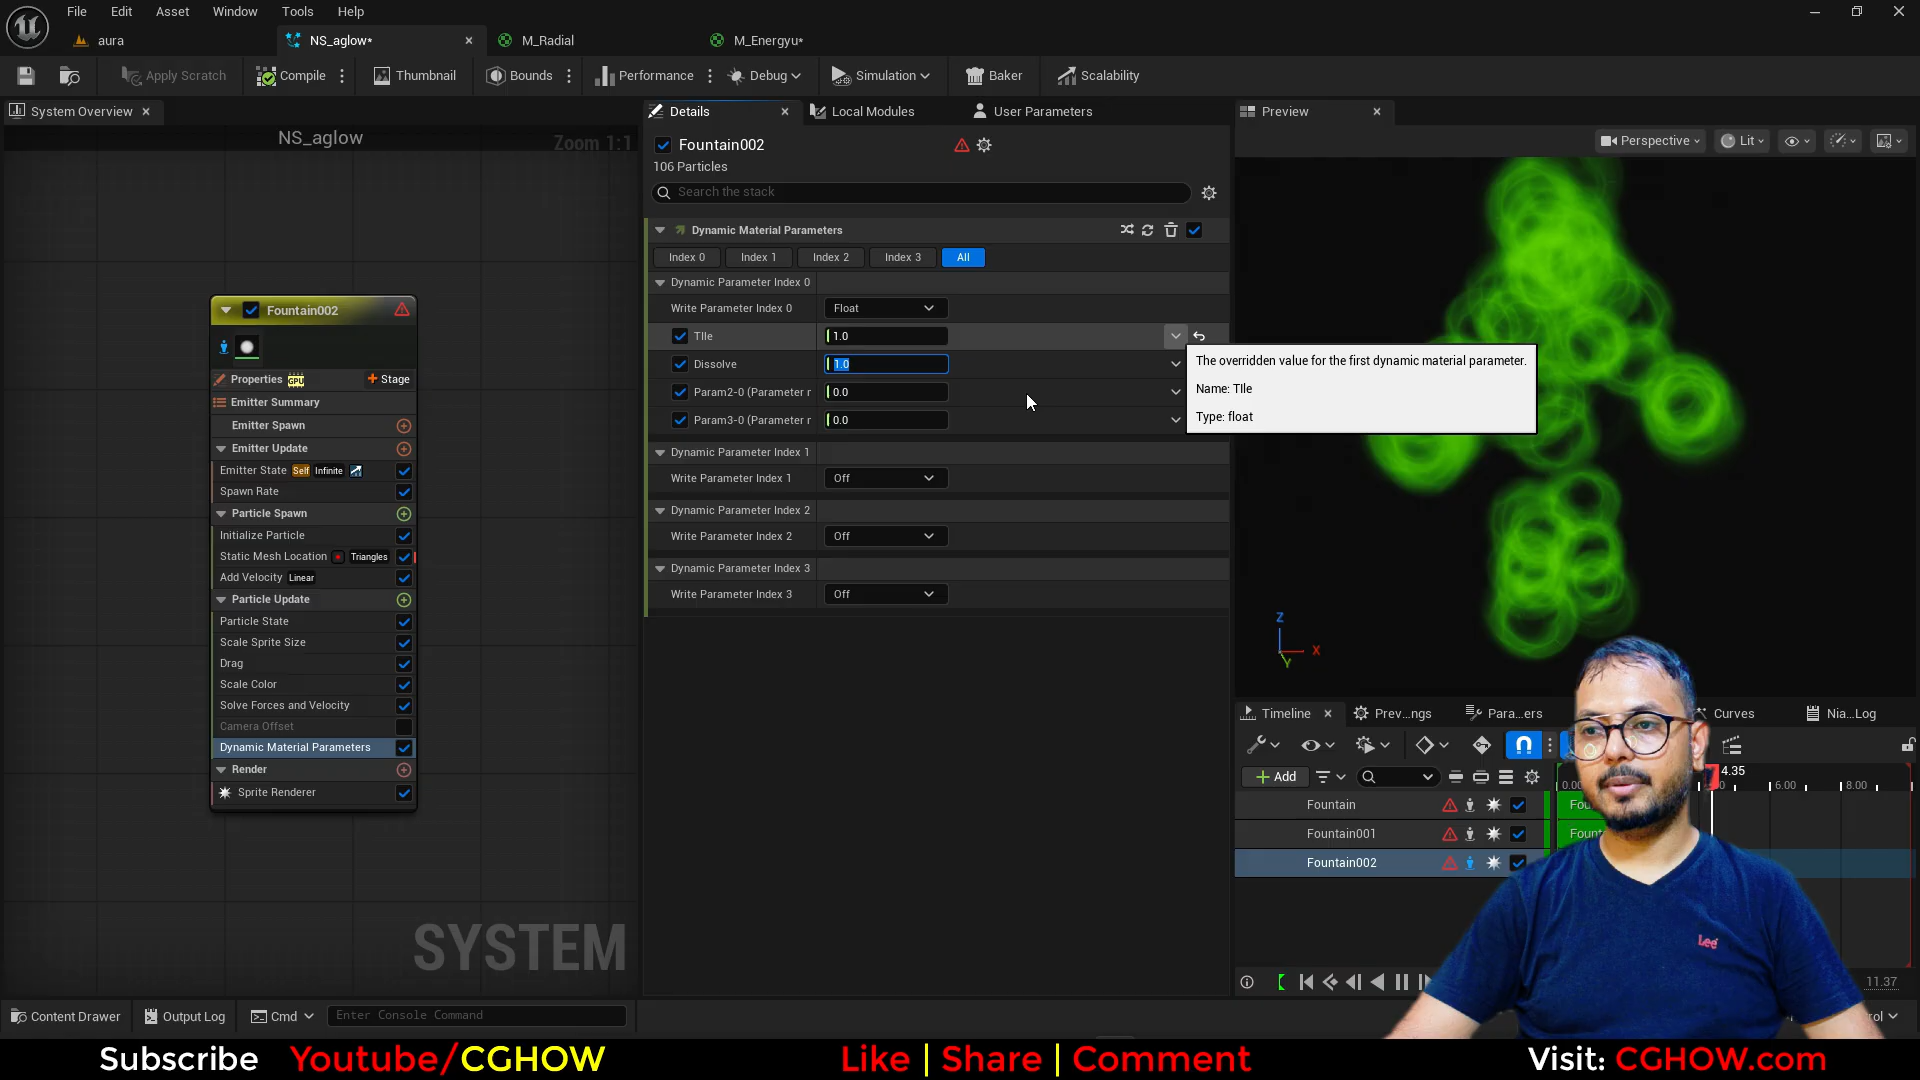 File Edit Asset Window Tools Help
aura NS_aglow* M_Radial M_Energyu*
Apply Scratch Compile Thumbnail Bounds Performance Debug Simulation Baker Scalability
System Overview Details Local Modules User Parameters Preview
NS_aglow Zoom 1:1
Fountain002
106 Particles
Search the stack
Perspective Lit
Dynamic Material Parameters
Index 0 Index 1 Index 2 Index 3 All
Dynamic Parameter Index 0
Write Parameter Index 0 Float
TIle 1.0
Dissolve 1.0
Param2-0 (Parameter r 0.0
Param3-0 (Parameter r 0.0
The overridden value for the first dynamic material parameter.
Name: TIle
Type: float
Dynamic Parameter Index 1
Write Parameter Index 1 Off
Dynamic Parameter Index 2
Write Parameter Index 2 Off
Dynamic Parameter Index 3
Write Parameter Index 3 Off
Fountain002
Properties GPU Stage
Emitter Summary
Emitter Spawn
Emitter Update
Emitter State Self Infinite
Spawn Rate
Particle Spawn
Initialize Particle
Static Mesh Location Triangles
Add Velocity Linear
Particle Update
Particle State
Scale Sprite Size
Drag
Scale Color
Solve Forces and Velocity
Camera Offset
Dynamic Material Parameters
Render
Sprite Renderer
SYSTEM
Z
X
Y
Timeline Prev...ngs Para...ers Curves Nia...Log
Add 0.00 4.35 6.00 8.00
Fountain
Fountain001
Fountain002
Lee
11.37
Content Drawer Output Log Cmd Enter Console Command
Subscribe Youtube/CGHOW Like | Share | Comment Visit: CGHOW.com